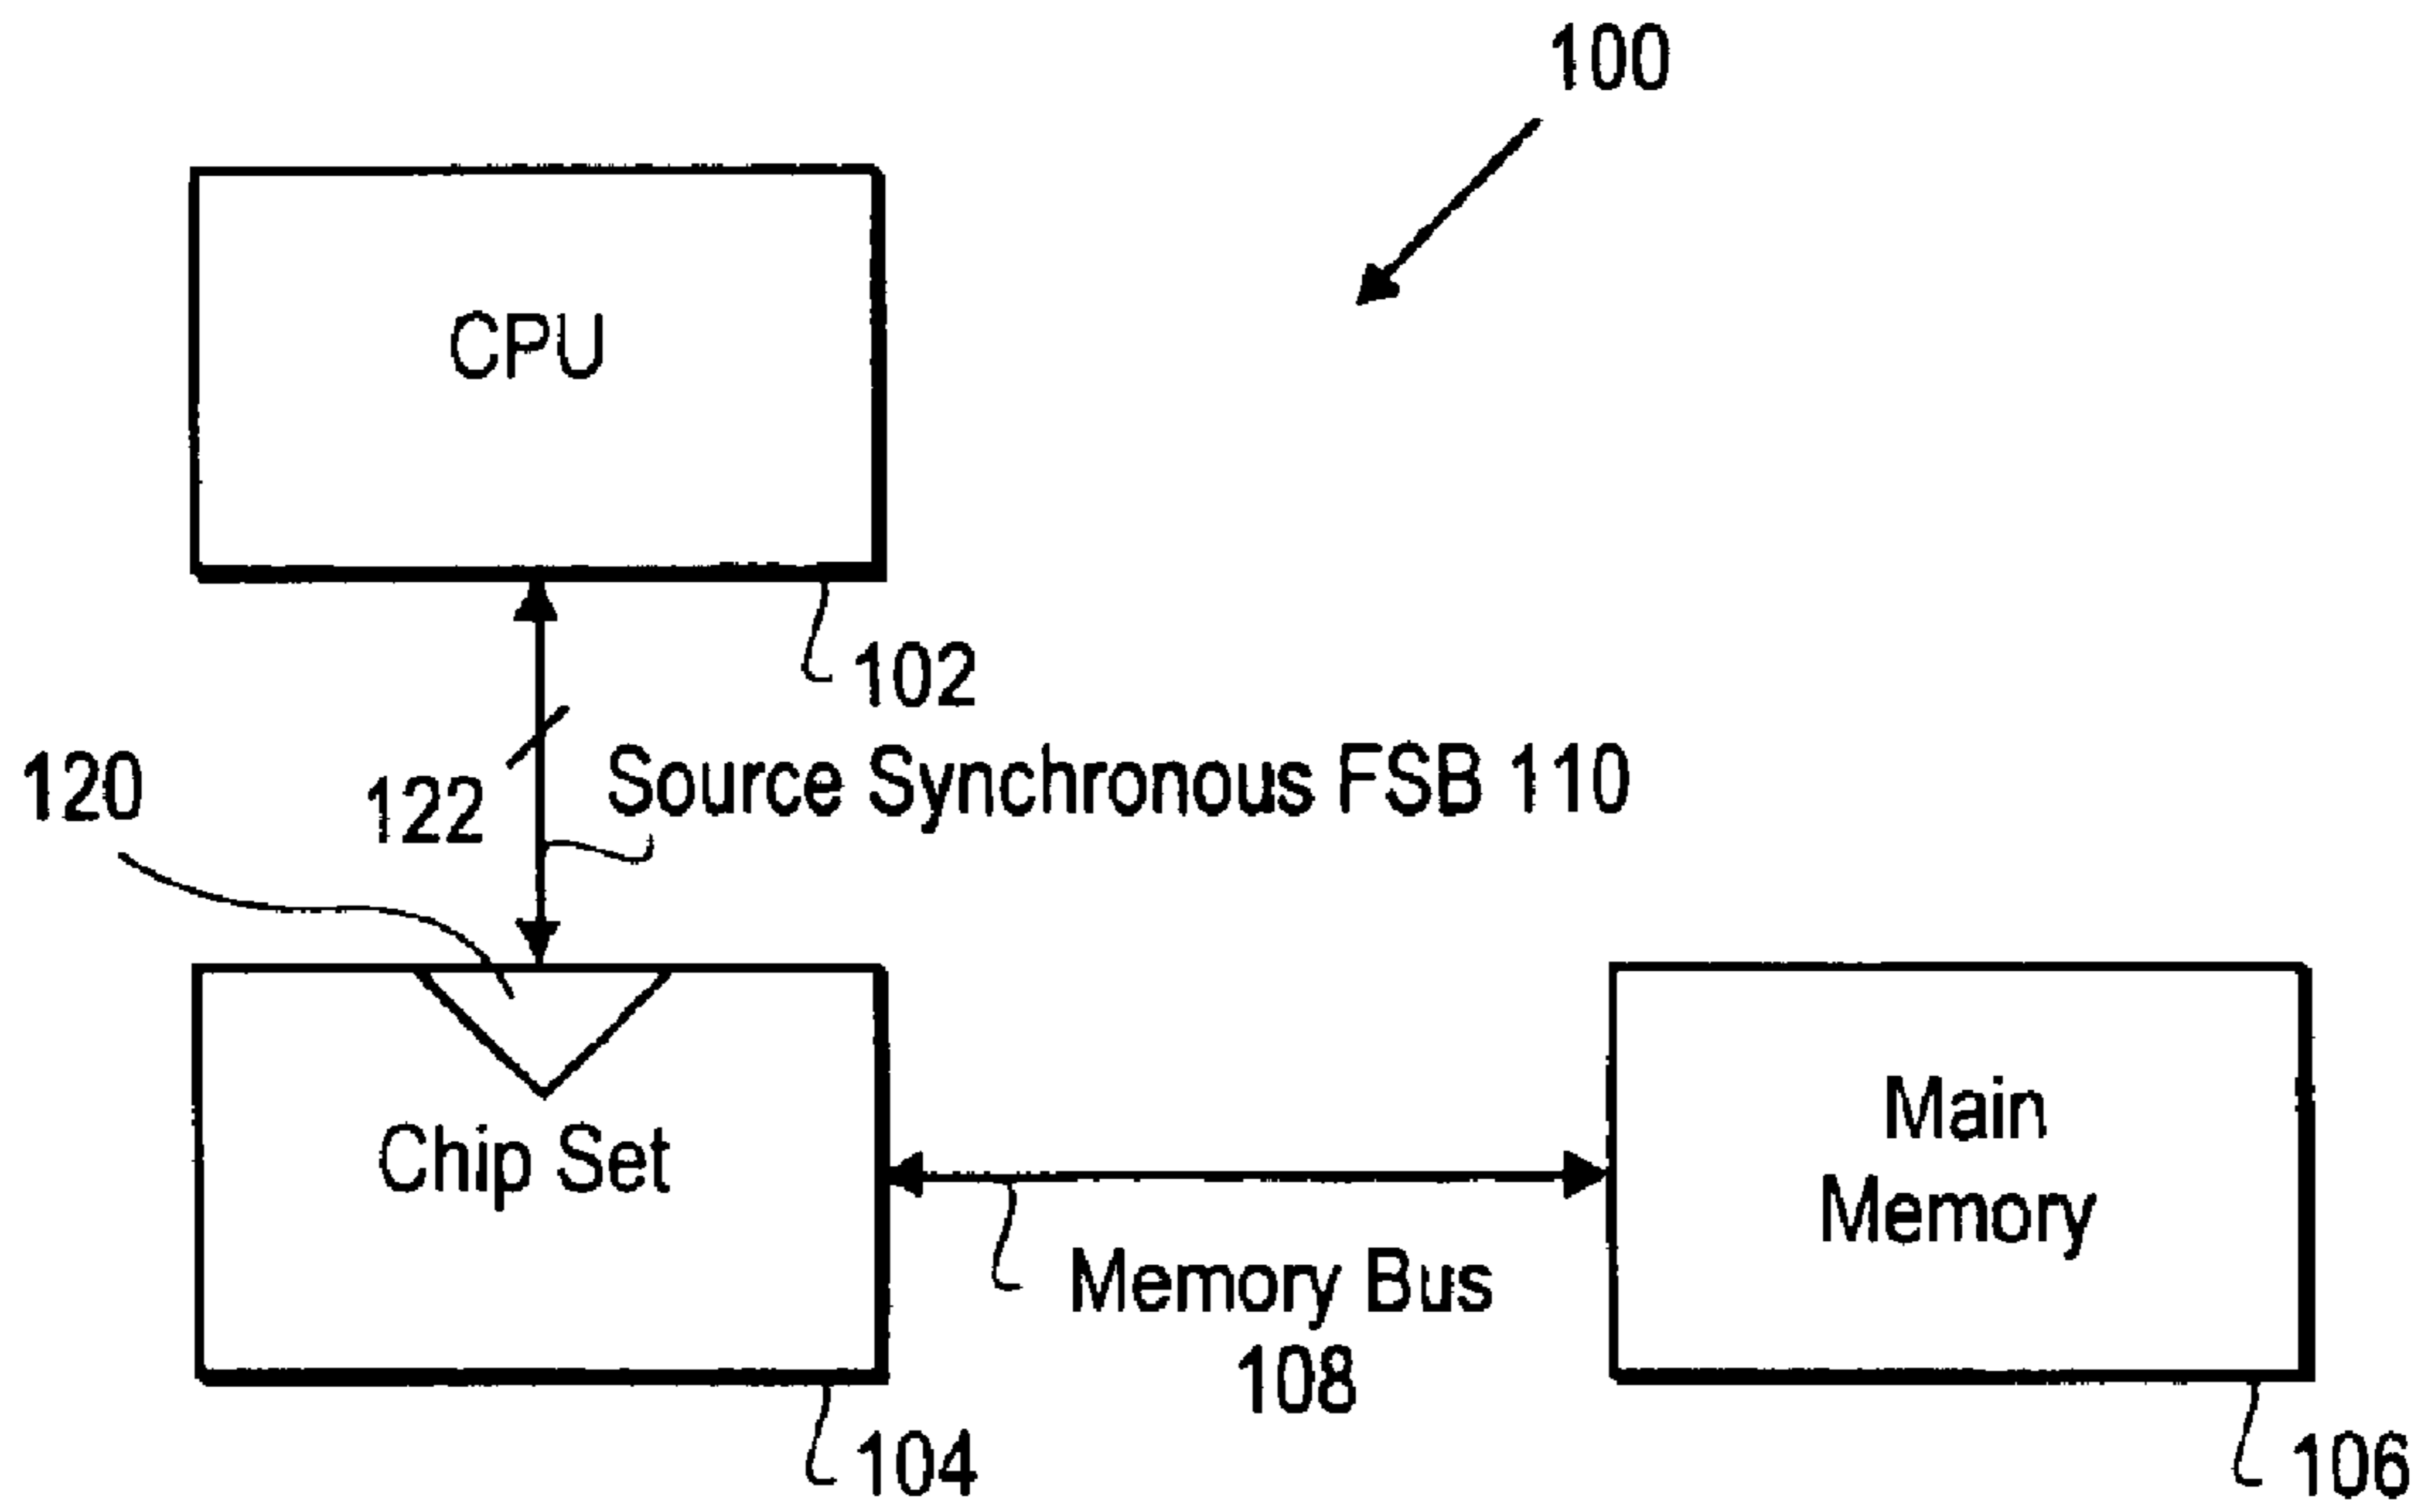 100
CPU
102
120
122
Source Synchronous FSB 110
Chip Set
Main
Memory
Memory Bus
108
104
106